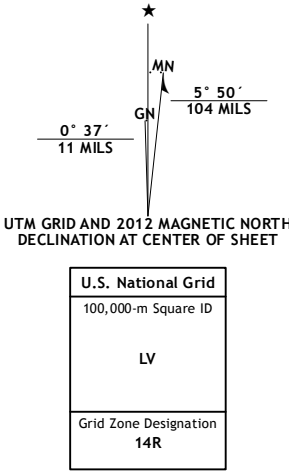 ★
MN
GN
5° 50´
104 MILS
0° 37´
11 MILS
UTM GRID AND 2012 MAGNETIC NORTH
DECLINATION AT CENTER OF SHEET
U.S. National Grid
100,000-m Square ID
LV
Grid Zone Designation
14R